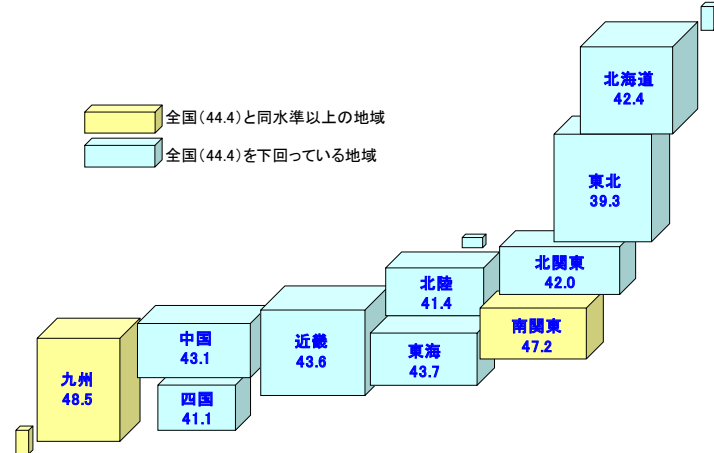 北海道
42.4
全国(44.4)と同水準以上の地域
全国(44.4)を下回っている地域
東北
39.3
北関東
42.0
北陸
41.4
南関東
47.2
中国
43.1
近畿
43.6
東海
43.7
九州
48.5
四国
41.1